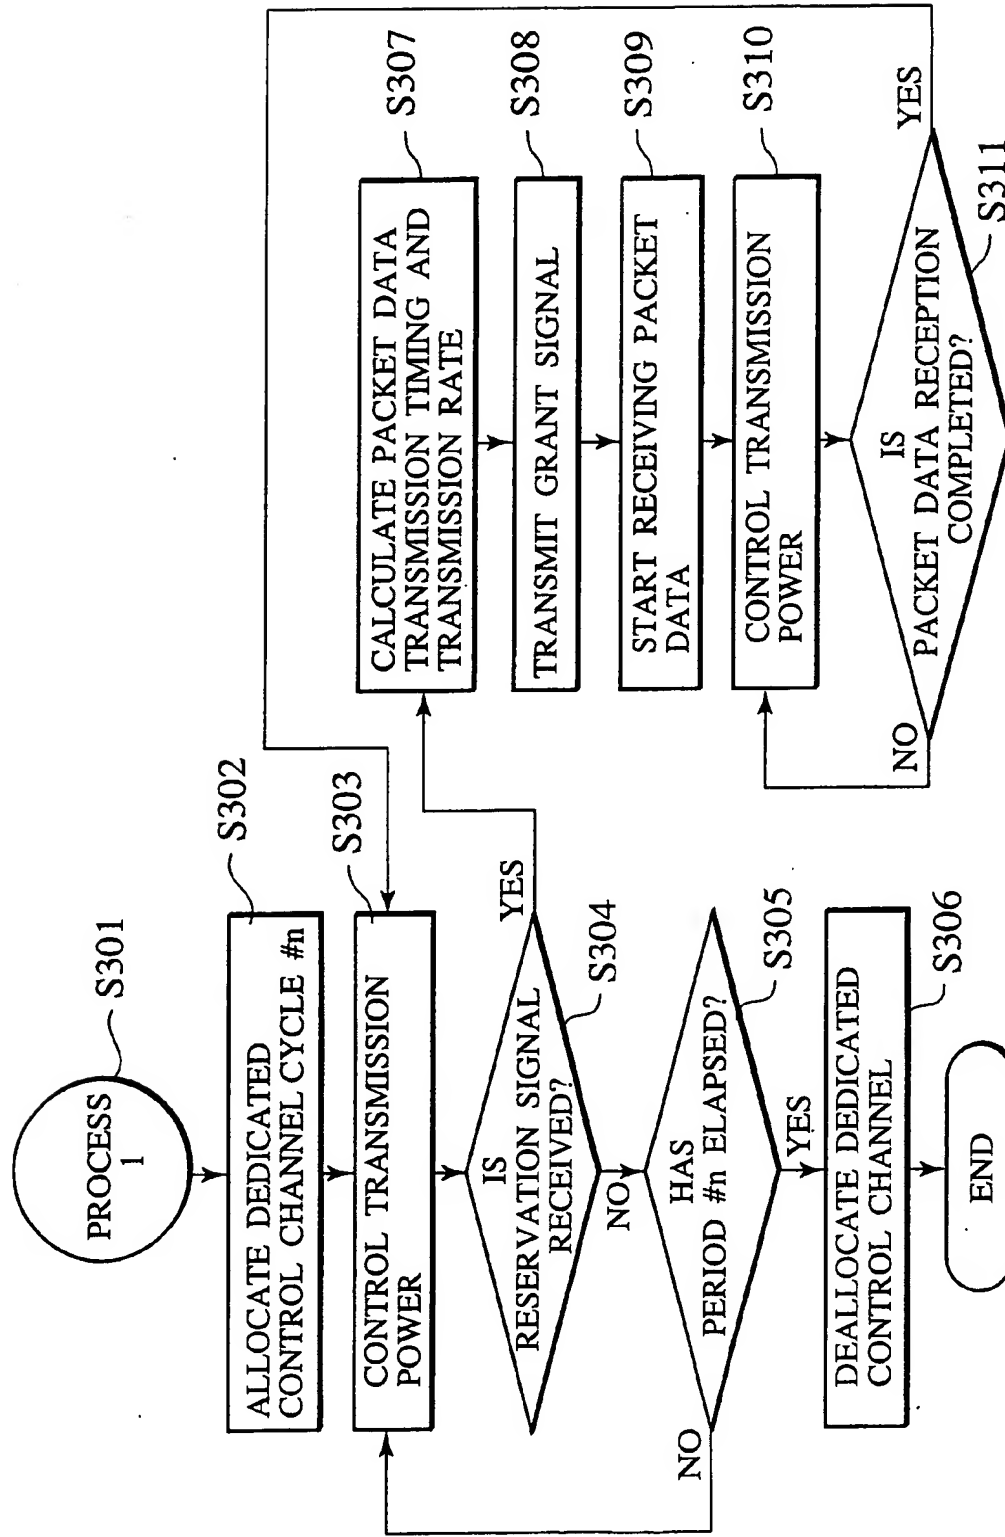 PROCESS
1
S301
ALLOCATE DEDICATED
CONTROL CHANNEL CYCLE #n
S302
CONTROL TRANSMISSION
POWER
S303
IS
RESERVATION SIGNAL
RECEIVED?
S304
YES
NO
HAS
PERIOD #n ELAPSED?
S305
NO
YES
DEALLOCATE DEDICATED
CONTROL CHANNEL
S306
END
CALCULATE PACKET DATA
TRANSMISSION TIMING AND
TRANSMISSION RATE
S307
TRANSMIT GRANT SIGNAL
S308
START RECEIVING PACKET
DATA
S309
CONTROL TRANSMISSION
POWER
S310
IS
PACKET DATA RECEPTION
COMPLETED?
S311
NO
YES